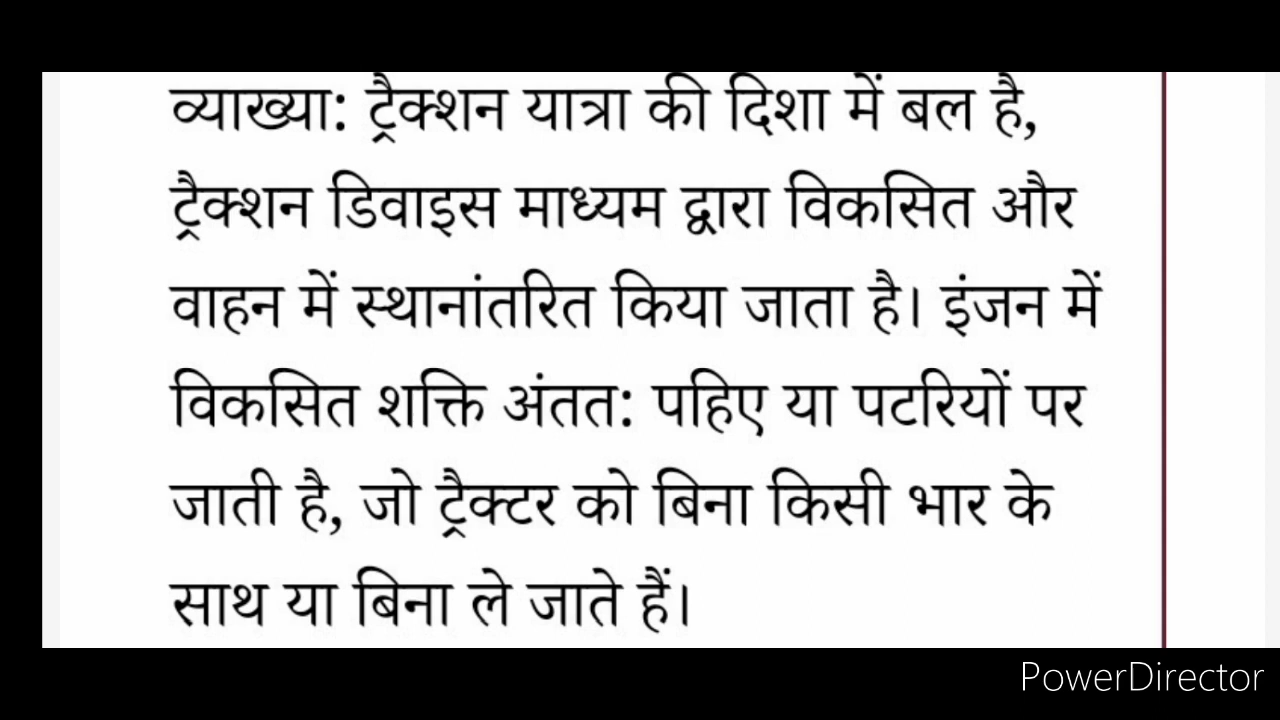 व्याख्या: ट्रैक्शन यात्रा की दिशा में बल है,
ट्रैक्शन डिवाइस माध्यम द्वारा विकसित और
वाहन में स्थानांतरित किया जाता है। इंजन में
विकसित शक्ति अंतत: पहिए या पटरियों पर
जाती है, जो ट्रैक्टर को बिना किसी भार के
साथ या बिना ले जाते हैं।
PowerDirector